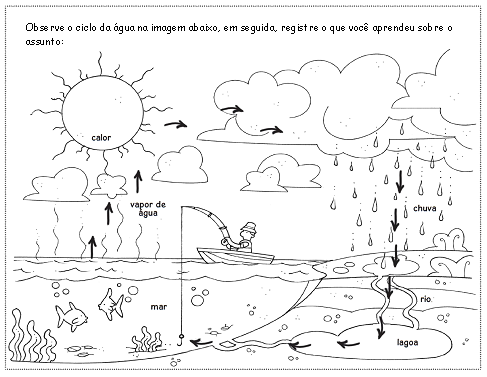 Observe o ciclo da água na imagem abaixo, em seguida, registre o que você aprendeu sobre o
assunto:
calor
vapor de
água
chuva
mar
rio
lagoa